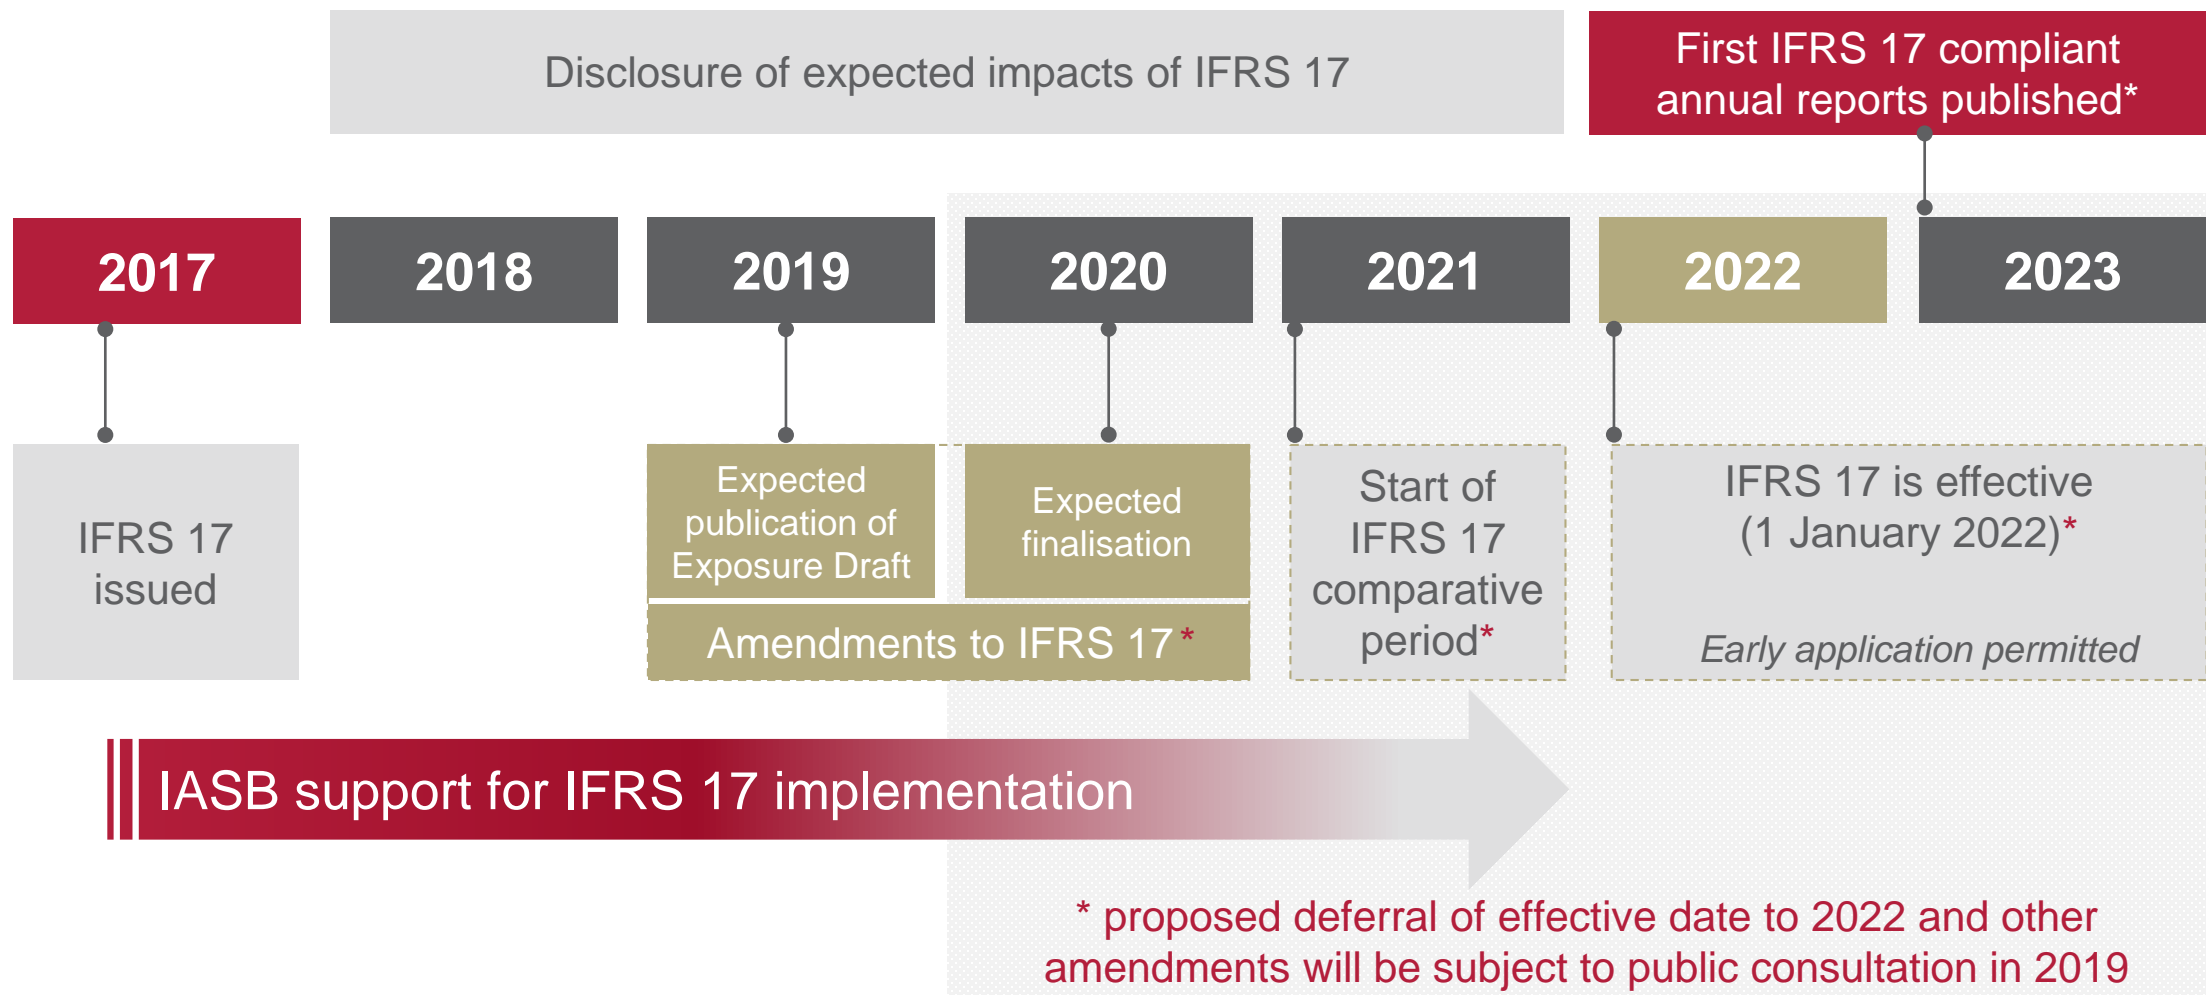 Disclosure of expected impacts of IFRS 17
First IFRS 17 compliant
annual reports published*
2017
2018
2019
2020
2021
2022
2023
IFRS 17
issued
Expected
publication of
Exposure Draft
Expected
finalisation
Amendments to IFRS 17*
Start of
IFRS 17
comparative
period*
IFRS 17 is effective
(1 January 2022)*
Early application permitted
IASB support for IFRS 17 implementation
* proposed deferral of effective date to 2022 and other
amendments will be subject to public consultation in 2019